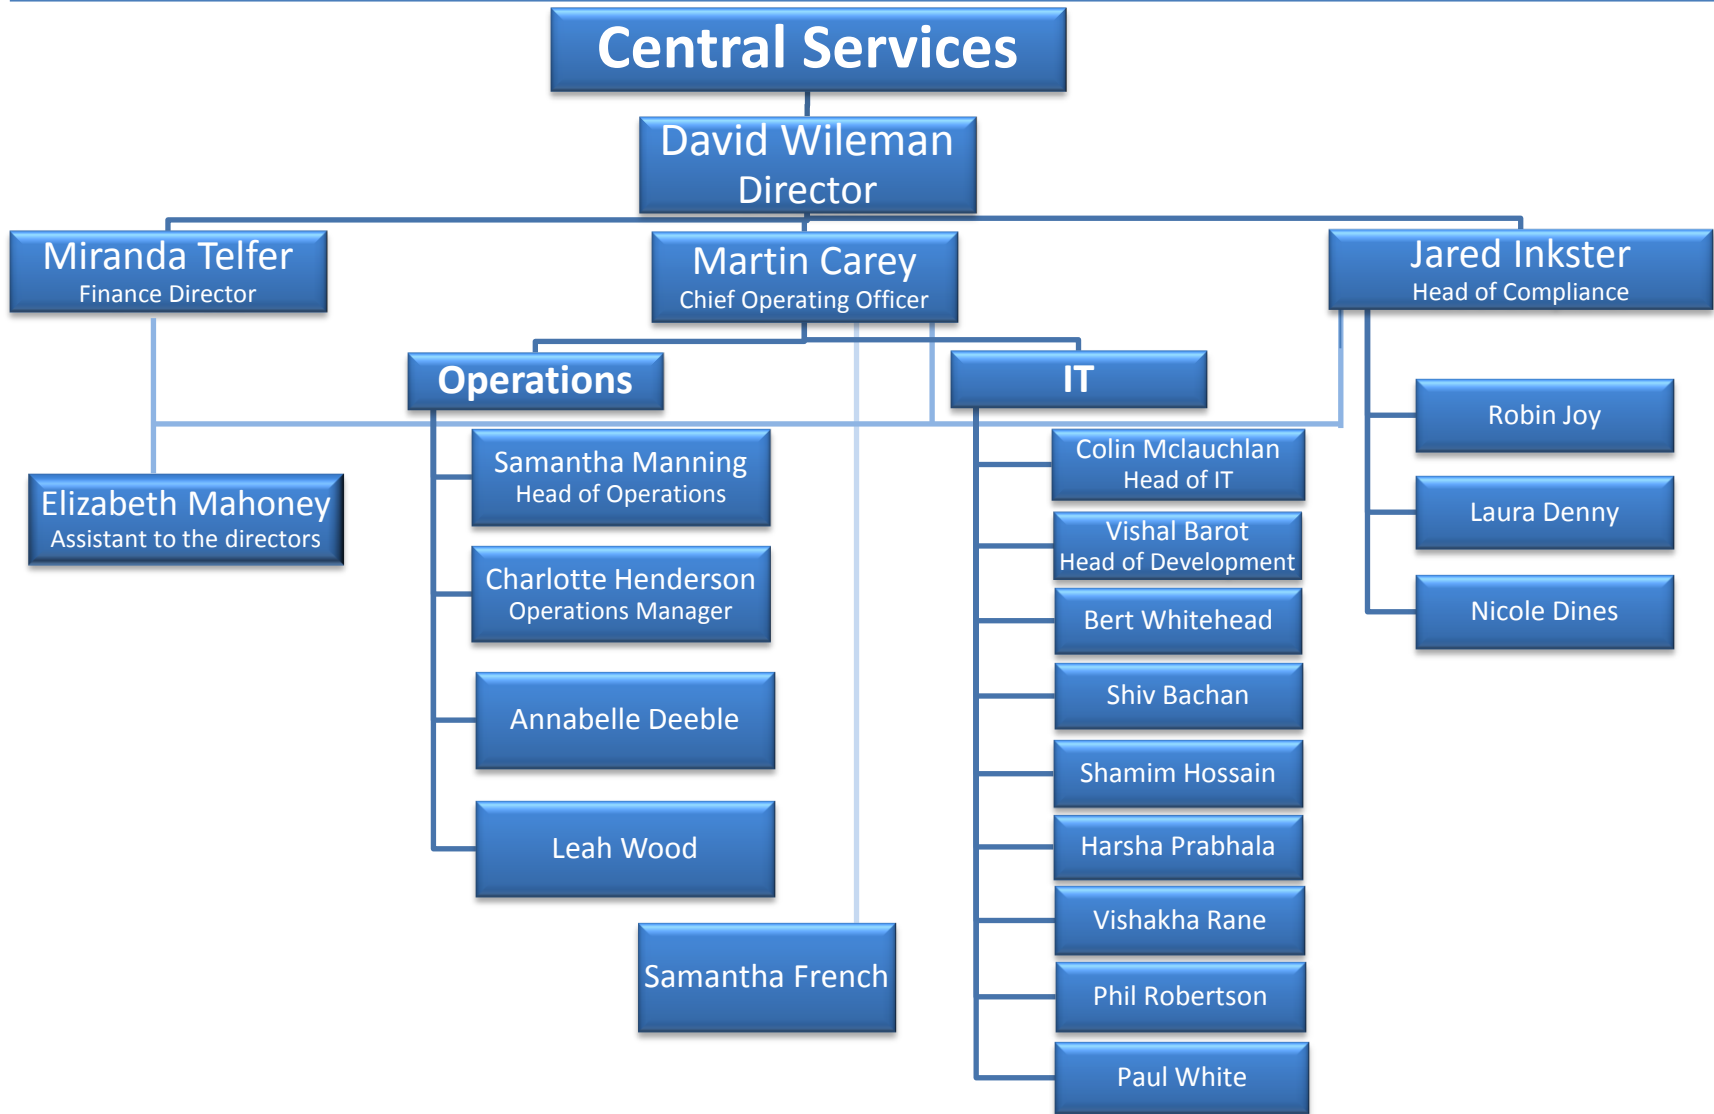 Central Services
David Wileman
Director
Miranda Telfer
Finance Director
Martin Carey
Chief Operating Officer
Jared Inkster
Head of Compliance
Operations
IT
Elizabeth Mahoney
Assistant to the directors
Samantha Manning
Head of Operations
Charlotte Henderson
Operations Manager
Annabelle Deeble
Leah Wood
Samantha French
Colin Mclauchlan
Head of IT
Vishal Barot
Head of Development
Bert Whitehead
Shiv Bachan
Shamim Hossain
Harsha Prabhala
Vishakha Rane
Phil Robertson
Paul White
Robin Joy
Laura Denny
Nicole Dines